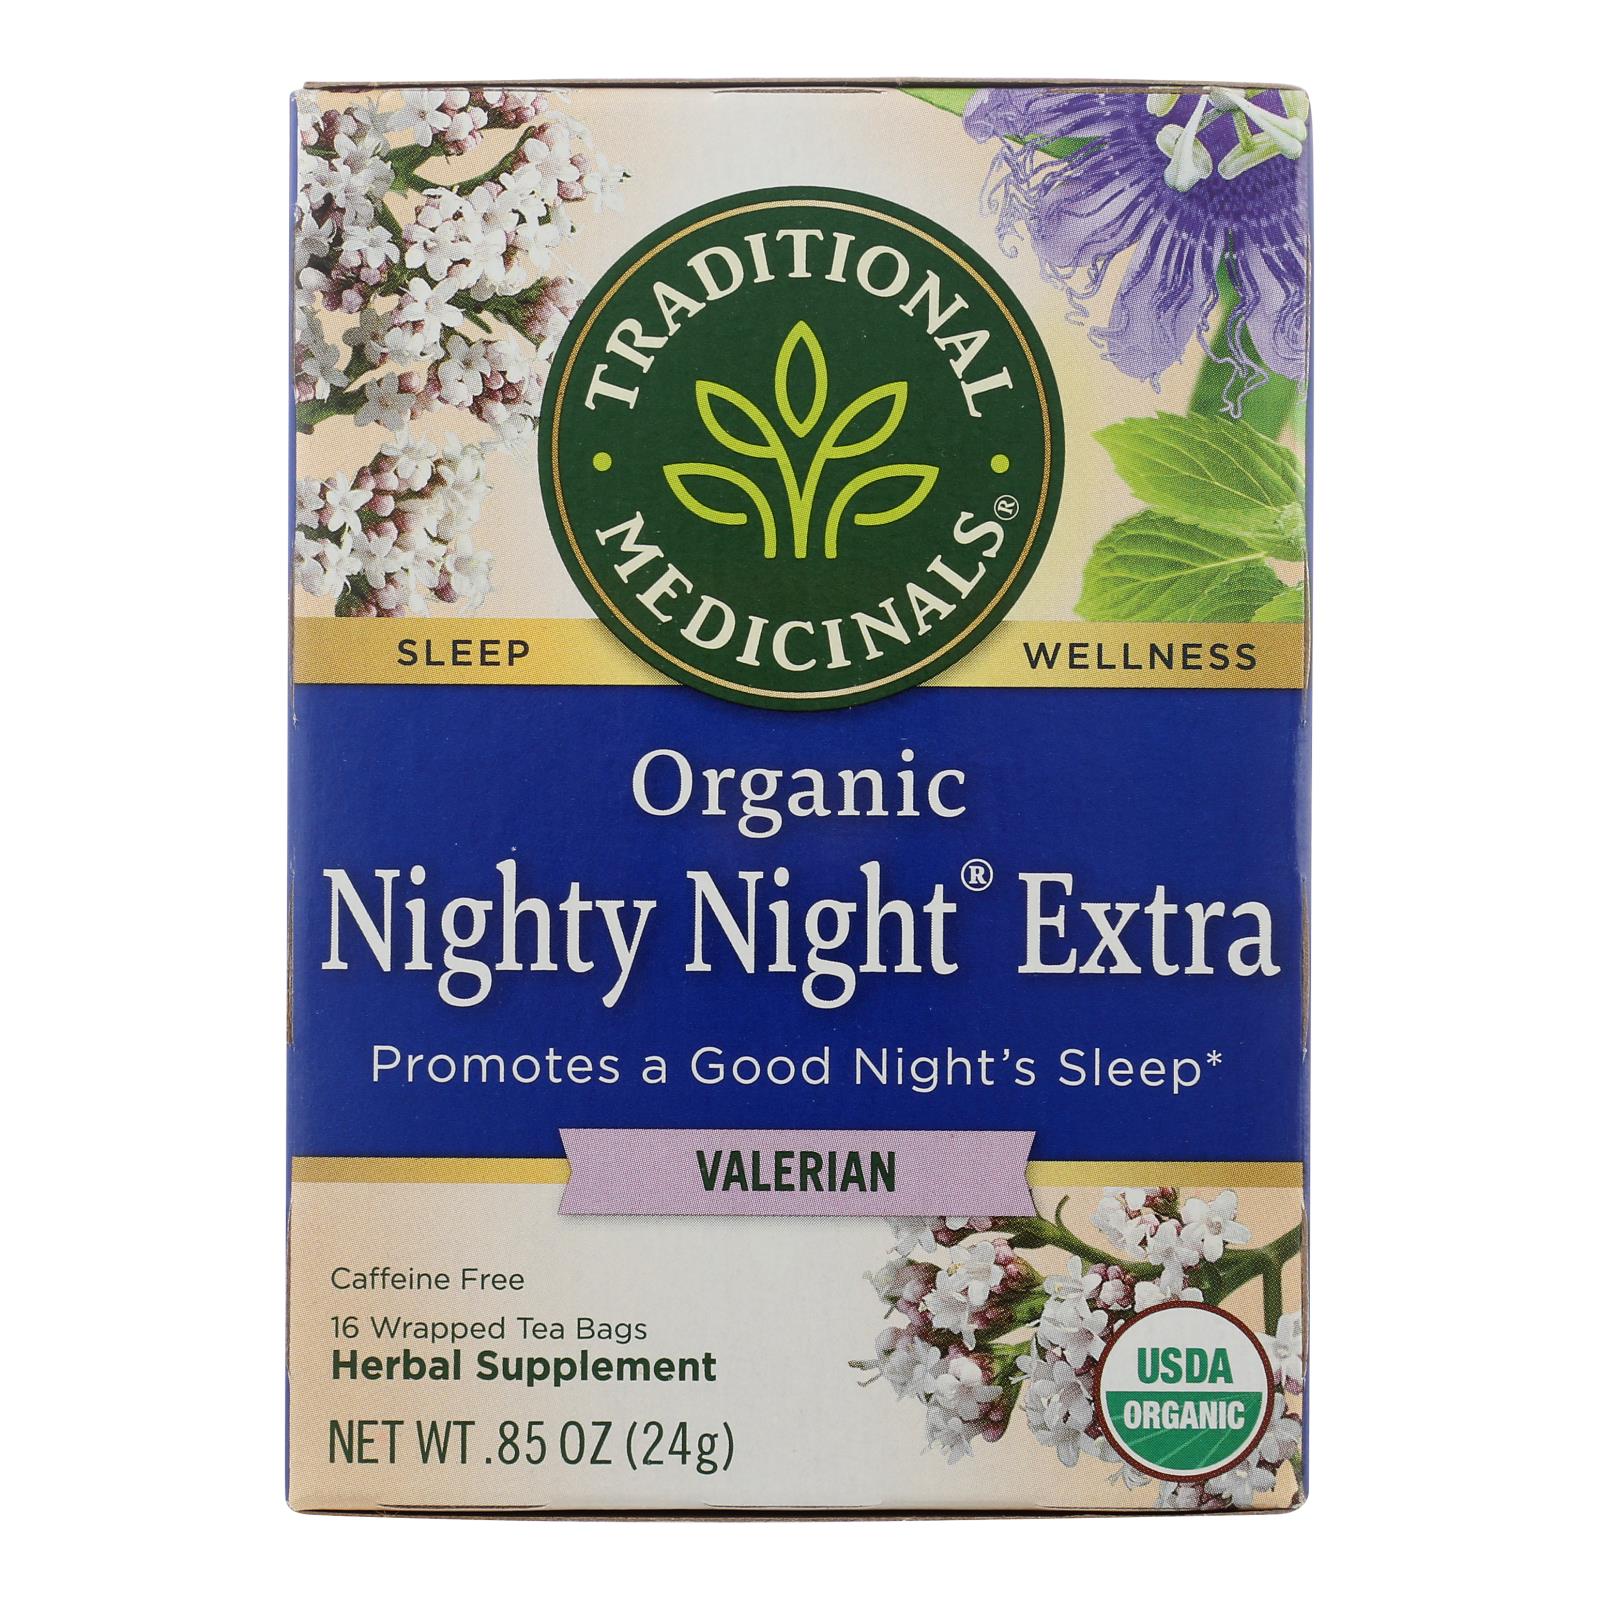 TRADITIONAL
MEDICINALS®
SLEEP
WELLNESS
Organic
Nighty Night® Extra
Promotes a Good Night's Sleep*
VALERIAN
Caffeine Free
16 Wrapped Tea Bags
Herbal Supplement
NET WT .85 OZ (24g)
USDA
ORGANIC